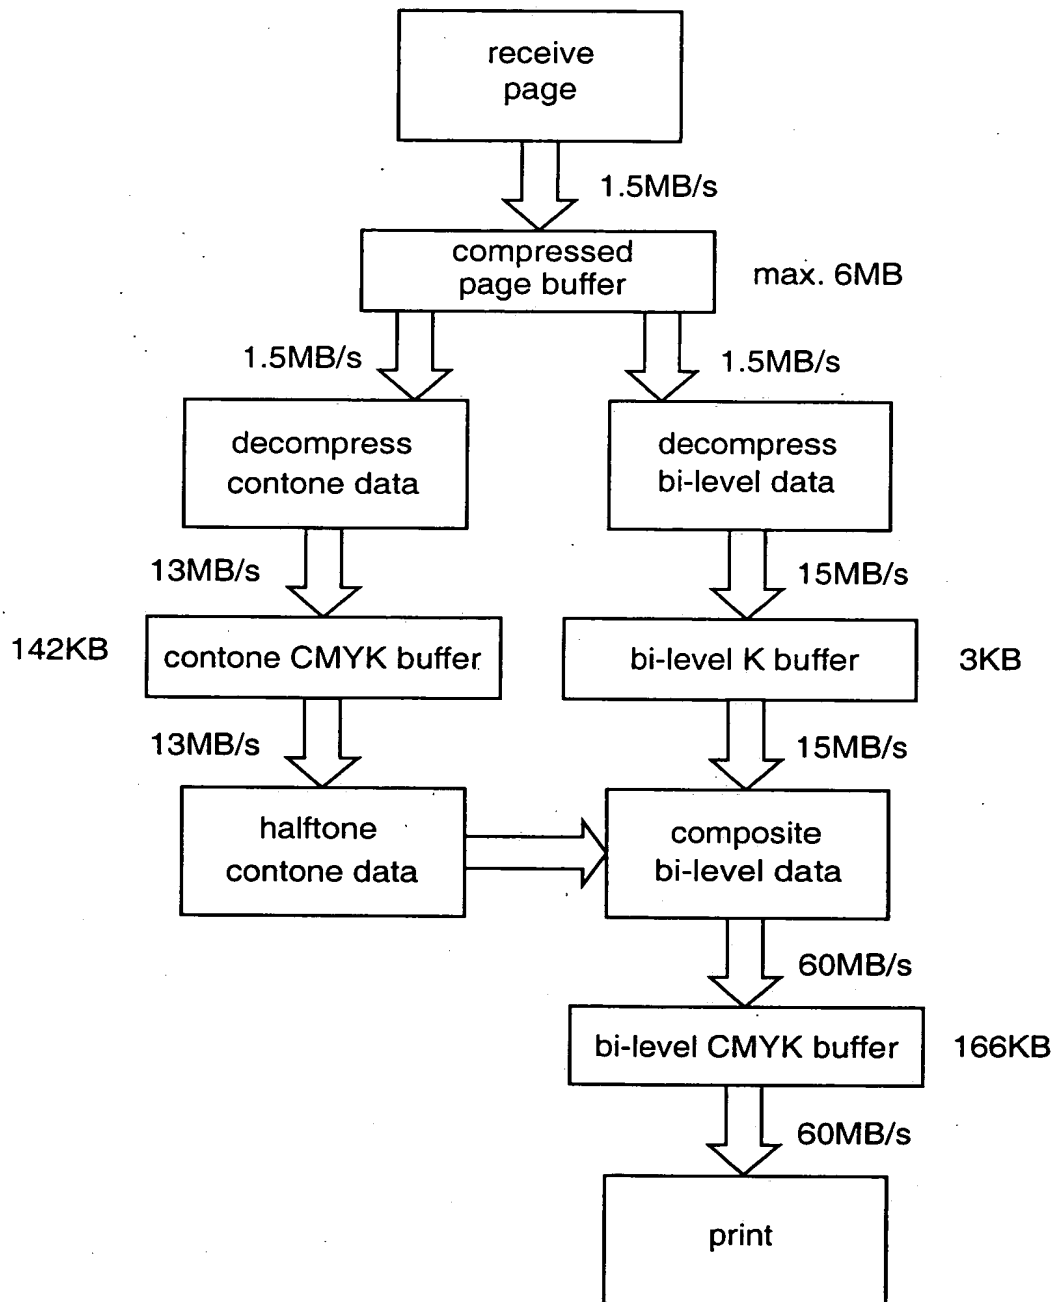 receive
page
1.5MB/s
compressed
page buffer
max. 6MB
1.5MB/s
1.5MB/s
decompress
contone data
decompress
bi-level data
13MB/s
15MB/s
142KB
contone CMYK buffer
bi-level K buffer
3KB
13MB/s
15MB/s
halftone
contone data
composite
bi-level data
60MB/s
bi-level CMYK buffer
166KB
60MB/s
print